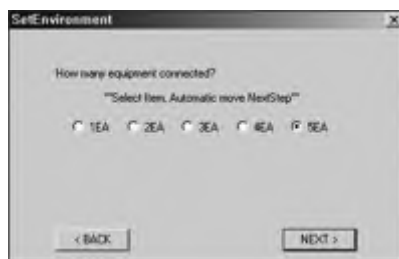 SetEnvironment
How many equipment connected?
""Select Item, Automatic move NextStep""
1EA 2EA 3EA 4EA 5EA
< BACK NEXT >